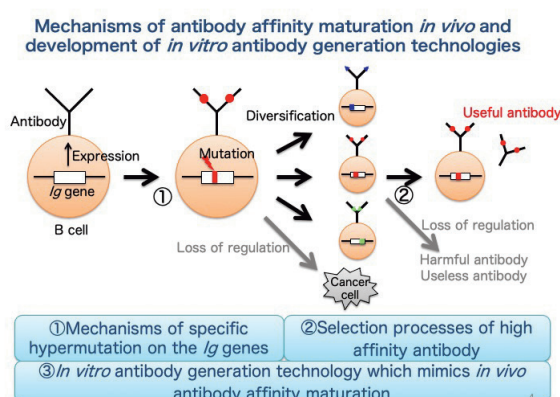 Mechanisms of antibody affinity maturation in vivo and
development of in vitro antibody generation technologies
Antibody
Expression
Ig gene
B cell
①
Mutation
Diversification
Loss of regulation
Cancer
cell
②
Useful antibody
Loss of regulation
Harmful antibody
Useless antibody
①Mechanisms of specific
hypermutation on the Ig genes
②Selection processes of high
affinity antibody
③In vitro antibody generation technology which mimics in vivo
antibody affinity maturation